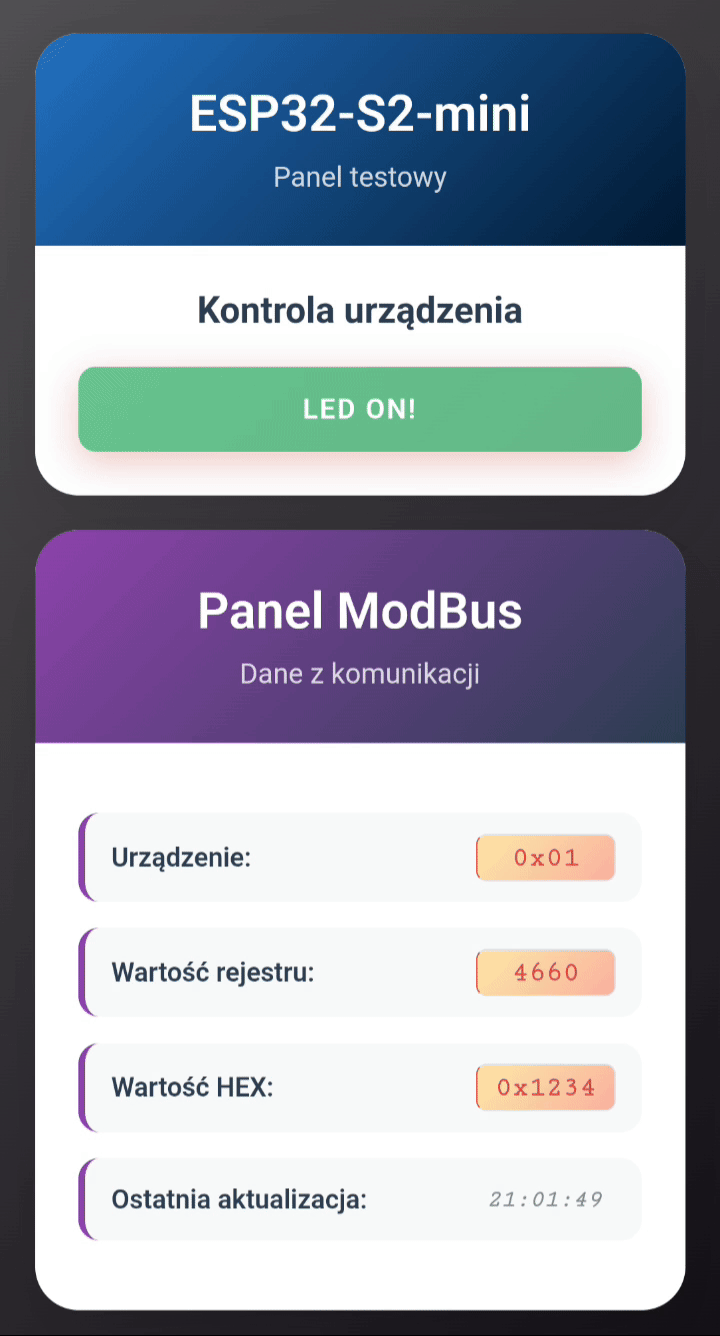 ESP32-S2-mini
Panel testowy
Kontrola urządzenia
LED ON!
Panel ModBus
Dane z komunikacji
Urządzenie: 0x01
Wartość rejestru: 4660
Wartość HEX: 0x1234
Ostatnia aktualizacja: 21:01:49